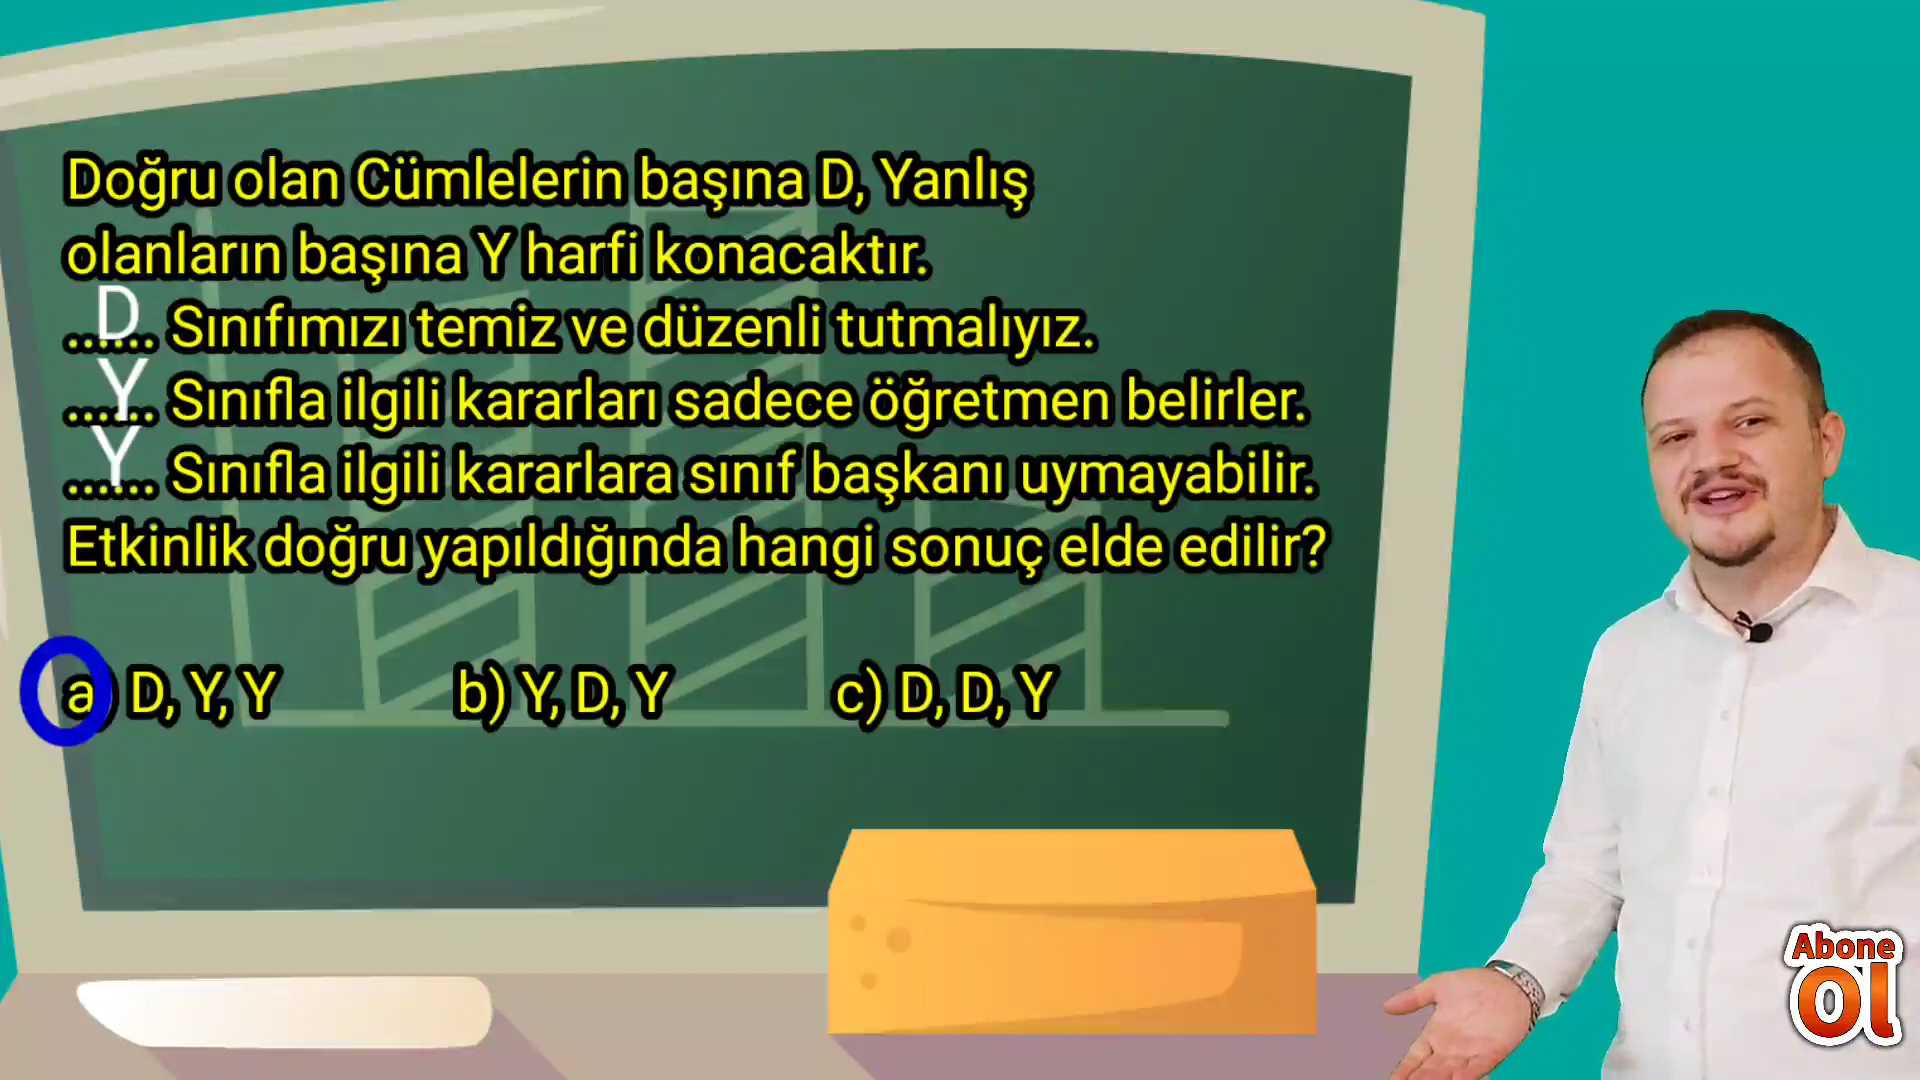 Doğru olan Cümlelerin başına D, Yanlış
olanların başına Y harfi konacaktır.
D
...... Sınıfımızı temiz ve düzenli tutmalıyız.
Y
...... Sınıfla ilgili kararları sadece öğretmen belirler.
Y
...... Sınıfla ilgili kararlara sınıf başkanı uymayabilir.
Etkinlik doğru yapıldığında hangi sonuç elde edilir?
a) D, Y, Y b) Y, D, Y c) D, D, Y
Abone
Ol